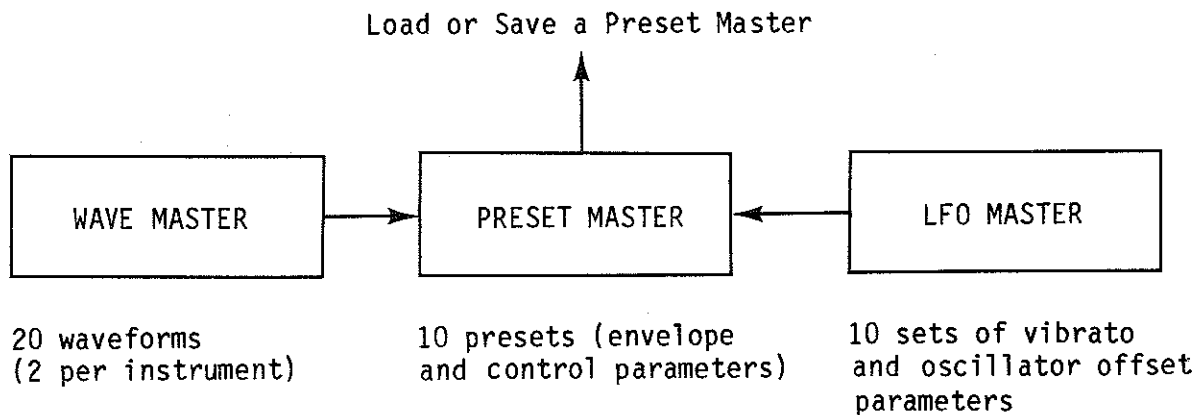 Load or Save a Preset Master
WAVE MASTER
PRESET MASTER
LFO MASTER
20 waveforms
(2 per instrument)
10 presets (envelope
and control parameters)
10 sets of vibrato
and oscillator offset
parameters